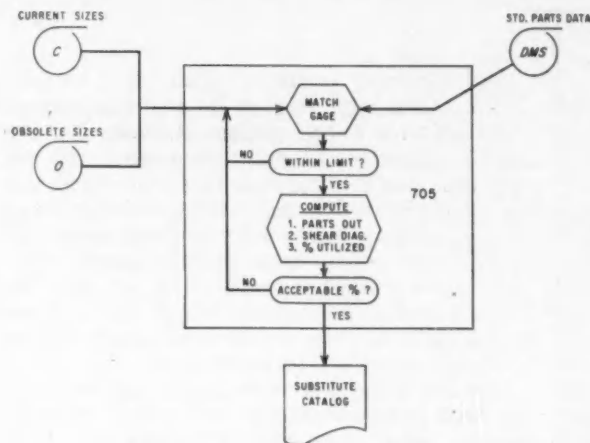 CURRENT SIZES
C
OBSOLETE SIZES
O
STD. PARTS DATA
DMS
MATCH
GAGE
WITHIN LIMIT ?
NO
YES
705
COMPUTE
1. PARTS OUT
2. SHEAR DIAG.
3. % UTILIZED
NO
ACCEPTABLE % ?
YES
SUBSTITUTE
CATALOG